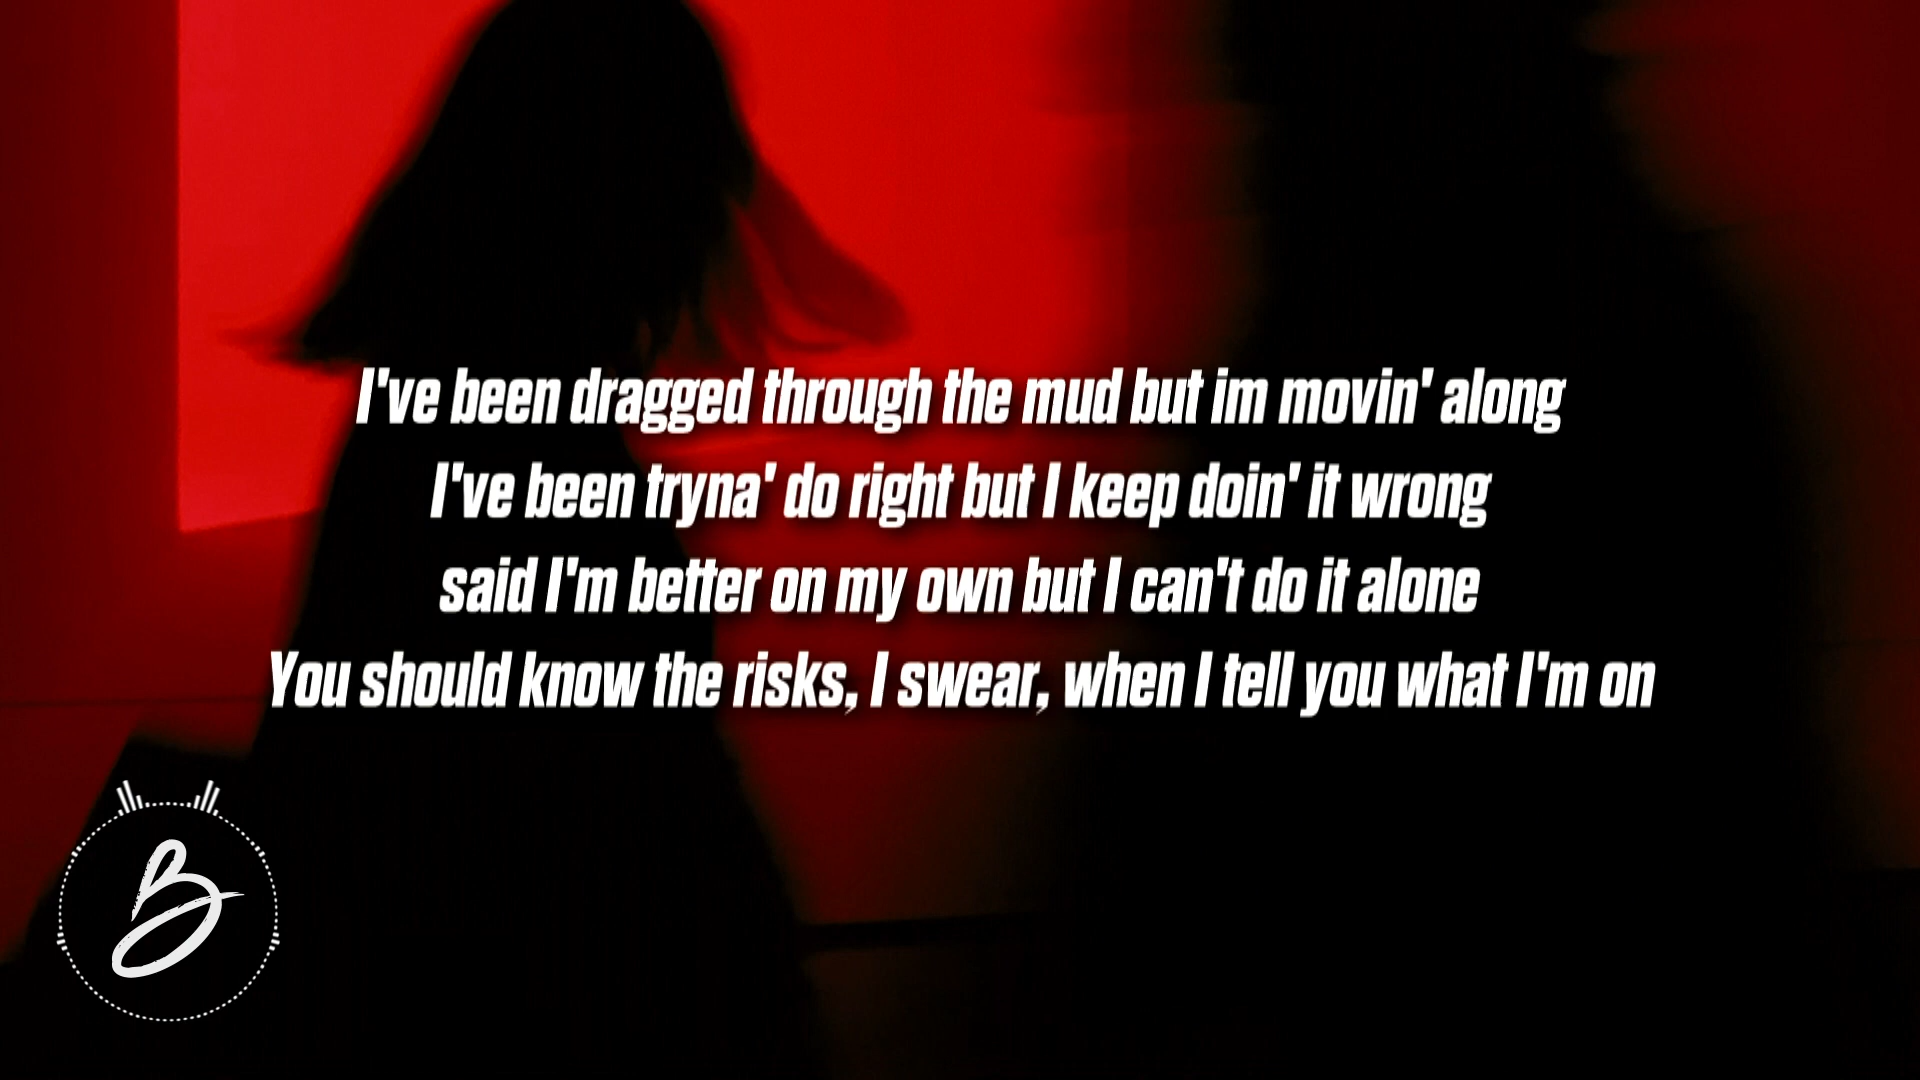 I've been dragged through the mud but im movin' along
I've been tryna' do right but I keep doin' it wrong
said I'm better on my own but I can't do it alone
You should know the risks, I swear, when I tell you what I'm on
B